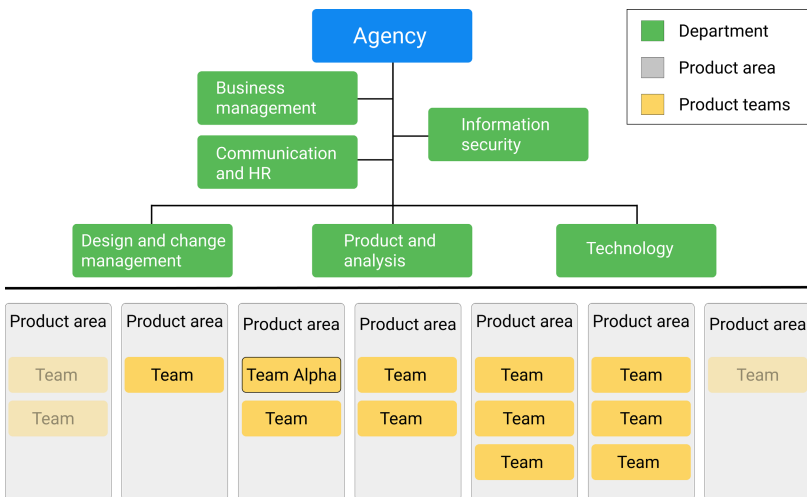 Agency
Department
Product area
Product teams
Business
management
Information
security
Communication
and HR
Design and change
management
Product and
analysis
Technology
Product area
Product area
Product area
Product area
Product area
Product area
Product area
Team
Team
Team Alpha
Team
Team
Team
Team
Team
Team
Team
Team
Team
Team
Team
Team